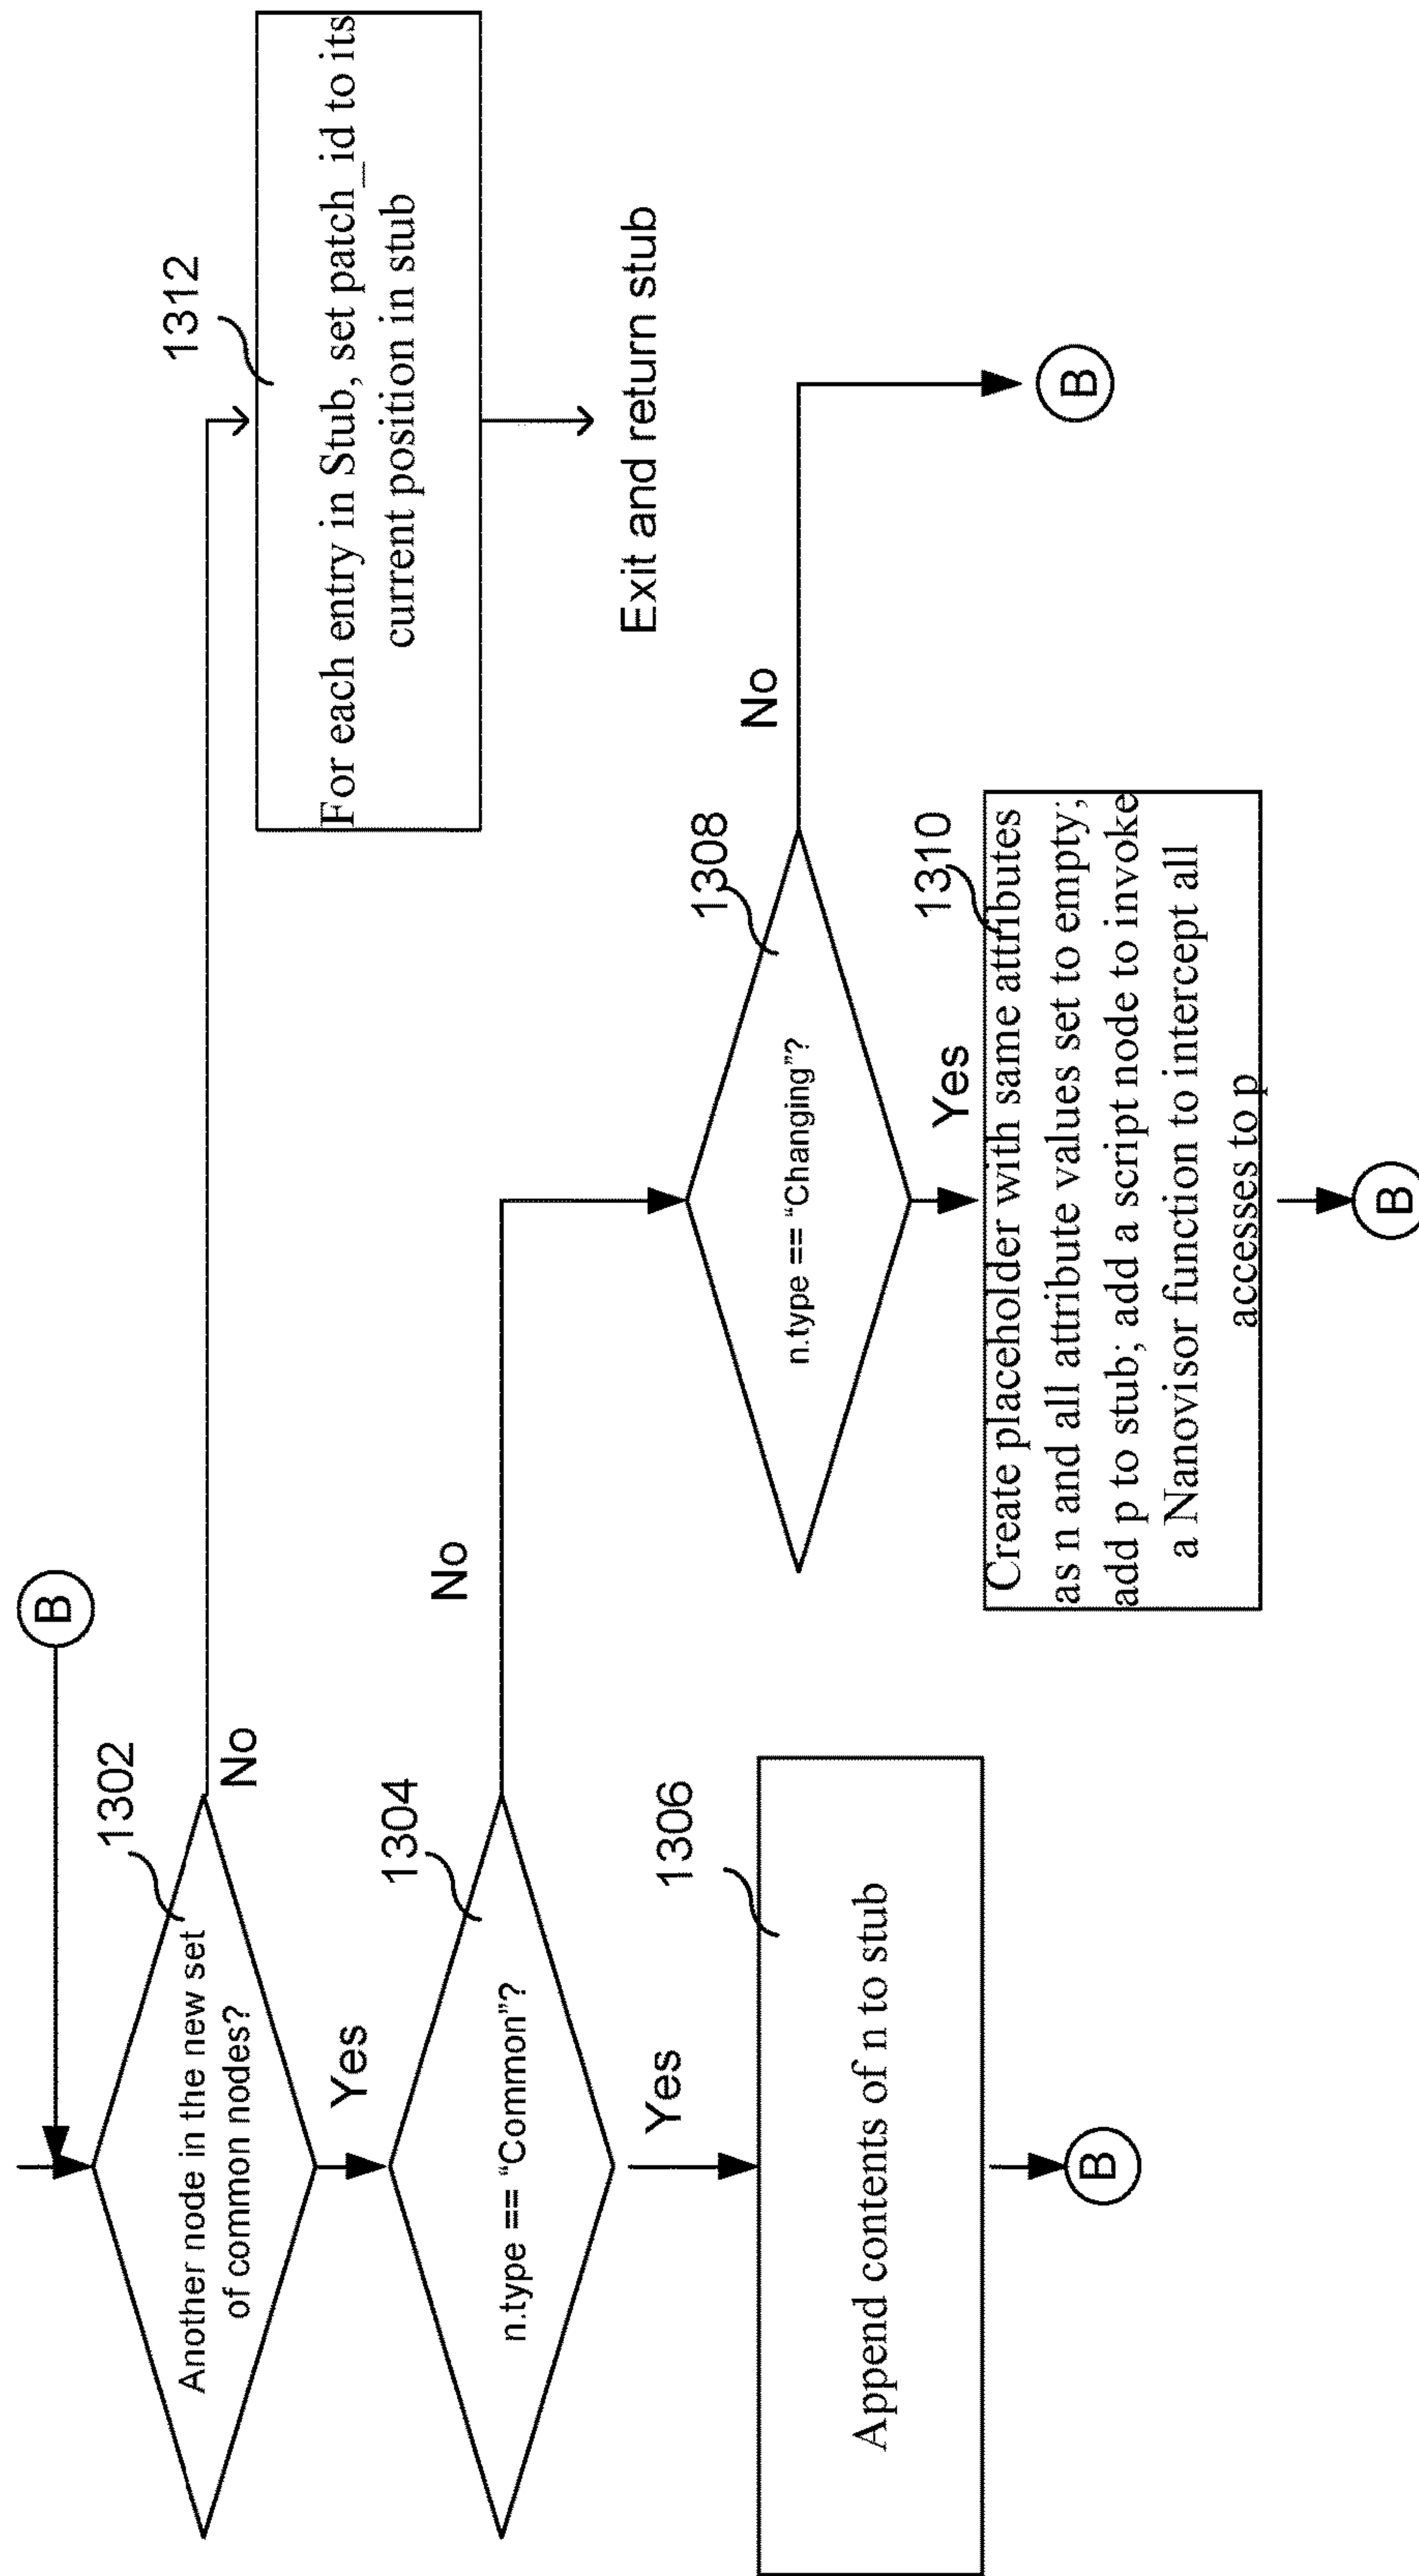 B
1302
Another node in the new set
of common nodes?
No
Yes
1304
n.type == “Common”?
No
Yes
1306
Append contents of n to stub
B
1312
For each entry in Stub, set patch_id to its
current position in stub
Exit and return stub
1308
n.type == “Changing”?
No
B
Yes
1310
Create placeholder with same attributes
as n and all attribute values set to empty;
add p to stub; add a script node to invoke
a Nanovisor function to intercept all
accesses to p
B